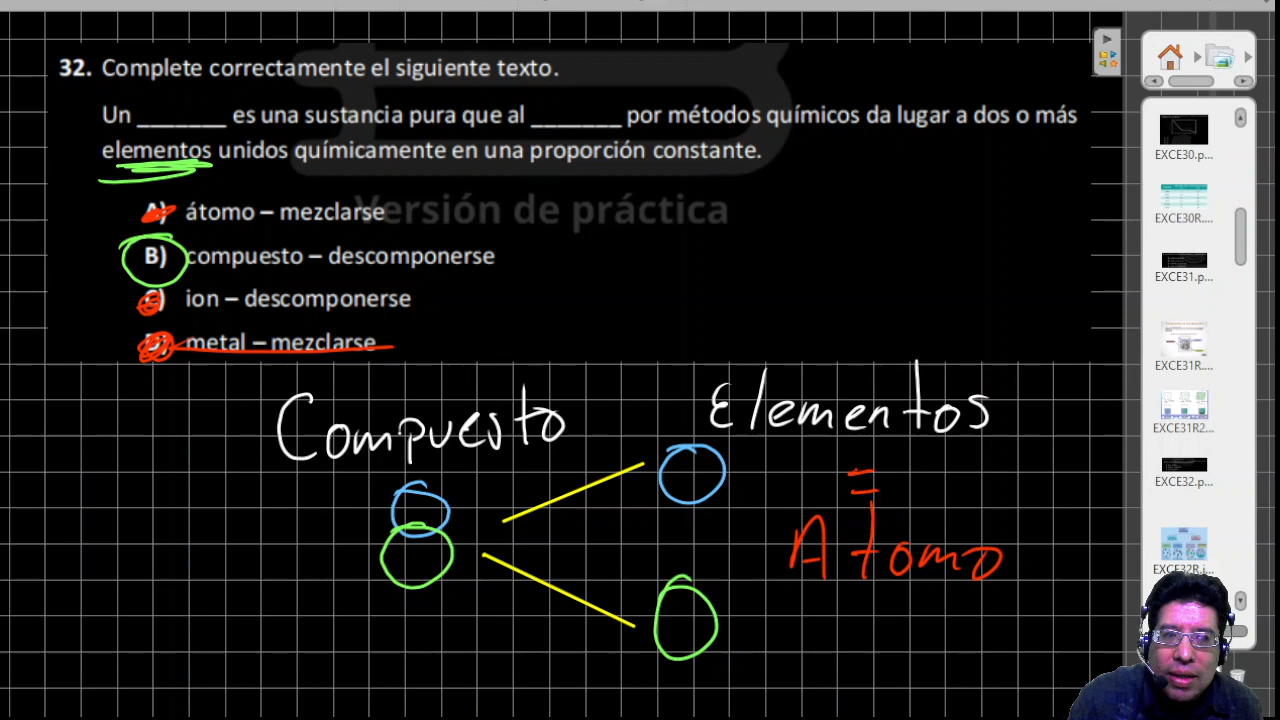 32. Complete correctamente el siguiente texto.
Un _______ es una sustancia pura que al _______ por métodos químicos da lugar a dos o más
elementos unidos químicamente en una proporción constante.
Versión de práctica
A) átomo – mezclarse
B) compuesto – descomponerse
ion – descomponerse
metal – mezclarse
Compuesto
Elementos
=
Atomo
EXCE30.p...
EXCE30R....
EXCE31.p...
EXCE31R....
EXCE31R2...
EXCE32.p...
EXCE32R.i...